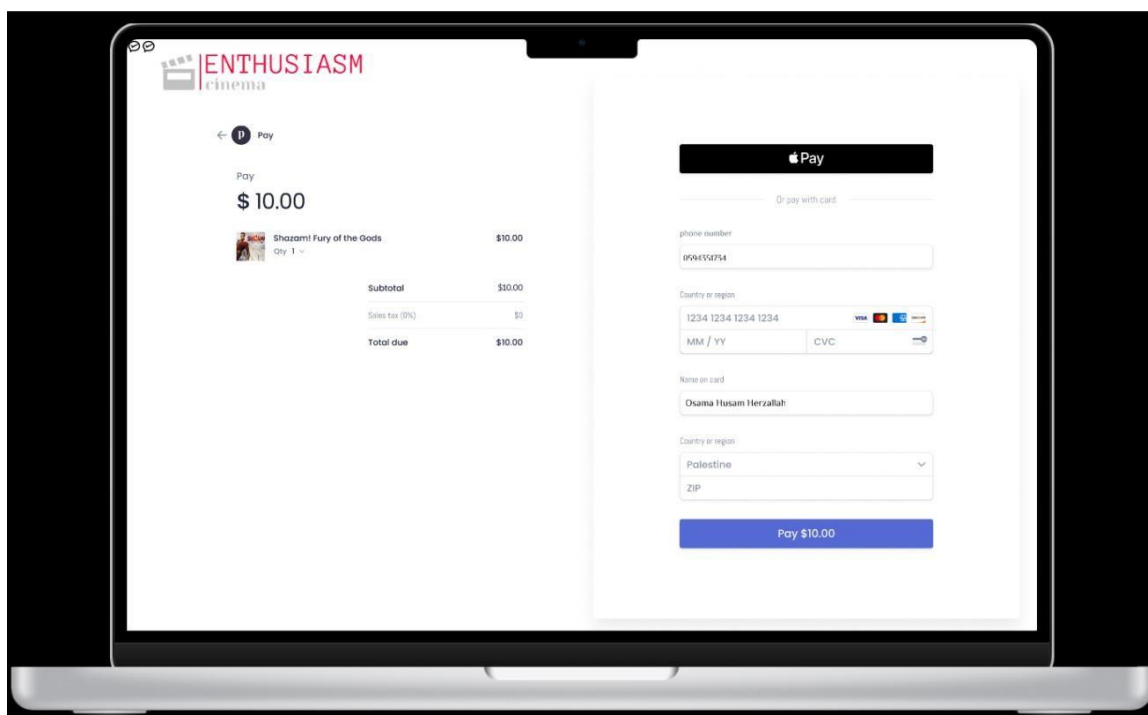 ENTHUSIASM
cinema
← P Pay
Pay
$ 10.00
Shazam! Fury of the Gods $10.00
Qty 1
Subtotal $10.00
Sales tax (0%) $0
Total due $10.00
Pay
Or pay with card
phone number
0594351754
Country or region
1234 1234 1234 1234 VISA
MM / YY CVC
Name on card
Osama Husam Herzallah
Country or region
Palestine
ZIP
Pay $10.00